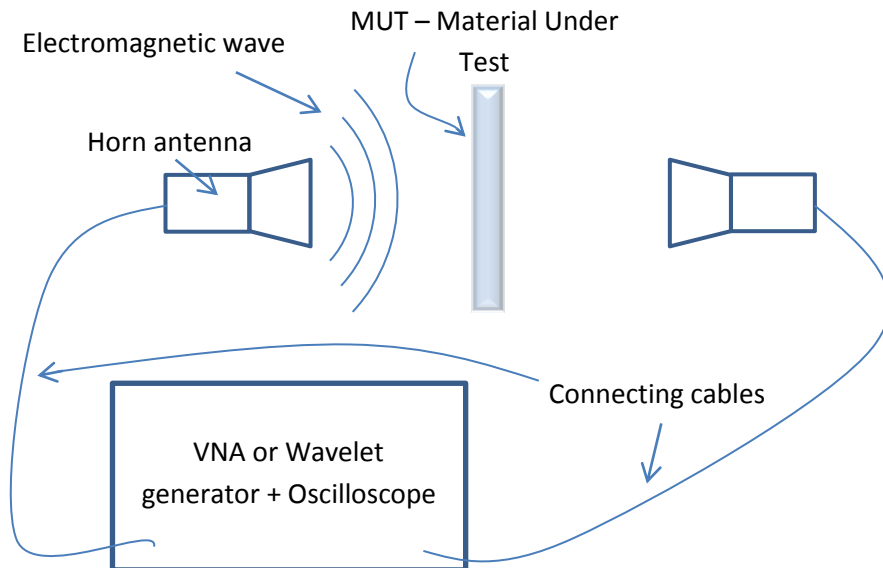 MUT – Material Under
Test
Electromagnetic wave
Horn antenna
Connecting cables
VNA or Wavelet
generator + Oscilloscope